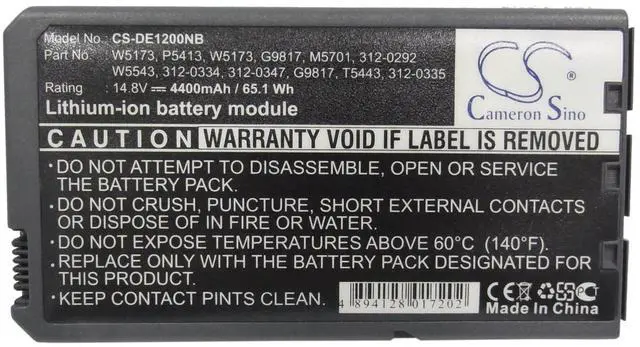 Model No.: CS-DE1200NB
Part No. : W5173, P5413, W5173, G9817, M5701, 312-0292
W5543, 312-0334, 312-0347, G9817, T5443, 312-0335
Rating : 14.8V ⎓ 4400mAh / 65.1 Wh
Lithium-ion battery module
CS
Cameron Sino
CAUTION WARRANTY VOID IF LABEL IS REMOVED
•DO NOT ATTEMPT TO DISASSEMBLE, OPEN OR SERVICE
THE BATTERY PACK.
•DO NOT CRUSH, PUNCTURE, SHORT EXTERNAL CONTACTS
OR DISPOSE OF IN FIRE OR WATER.
•DO NOT EXPOSE TEMPERATURES ABOVE 60°C (140°F).
•REPLACE ONLY WITH THE BATTERY PACK DESIGNATED FOR
THIS PRODUCT.
•KEEP CONTACT PINS CLEAN.
4 894128 017202
CE